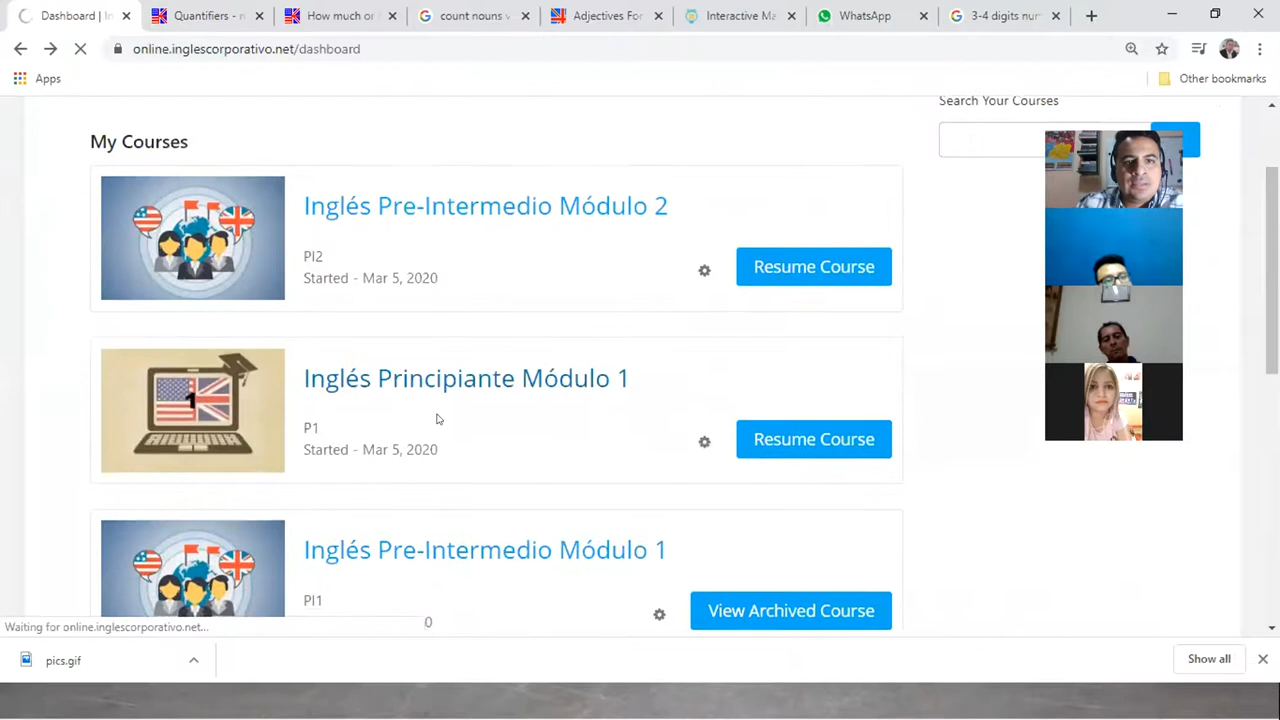 Dashboard | In
Quantifiers - n
How much or
count nouns v
Adjectives For
Interactive Ma
WhatsApp
3-4 digits num
online.inglescorporativo.net/dashboard
Apps
Other bookmarks
Search Your Courses
My Courses
Inglés Pre-Intermedio Módulo 2
PI2
Started - Mar 5, 2020
Resume Course
1
Inglés Principiante Módulo 1
P1
Started - Mar 5, 2020
Resume Course
Inglés Pre-Intermedio Módulo 1
PI1
View Archived Course
0
Waiting for online.inglescorporativo.net...
pics.gif
Show all